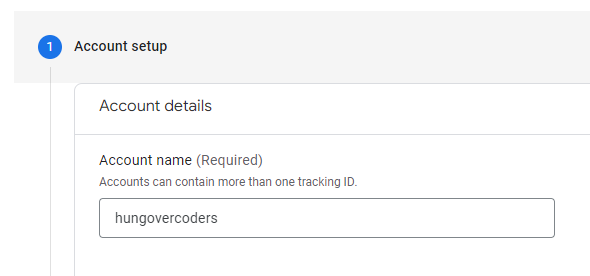 1 Account setup
Account details
Account name (Required)
Accounts can contain more than one tracking ID.
hungovercoders